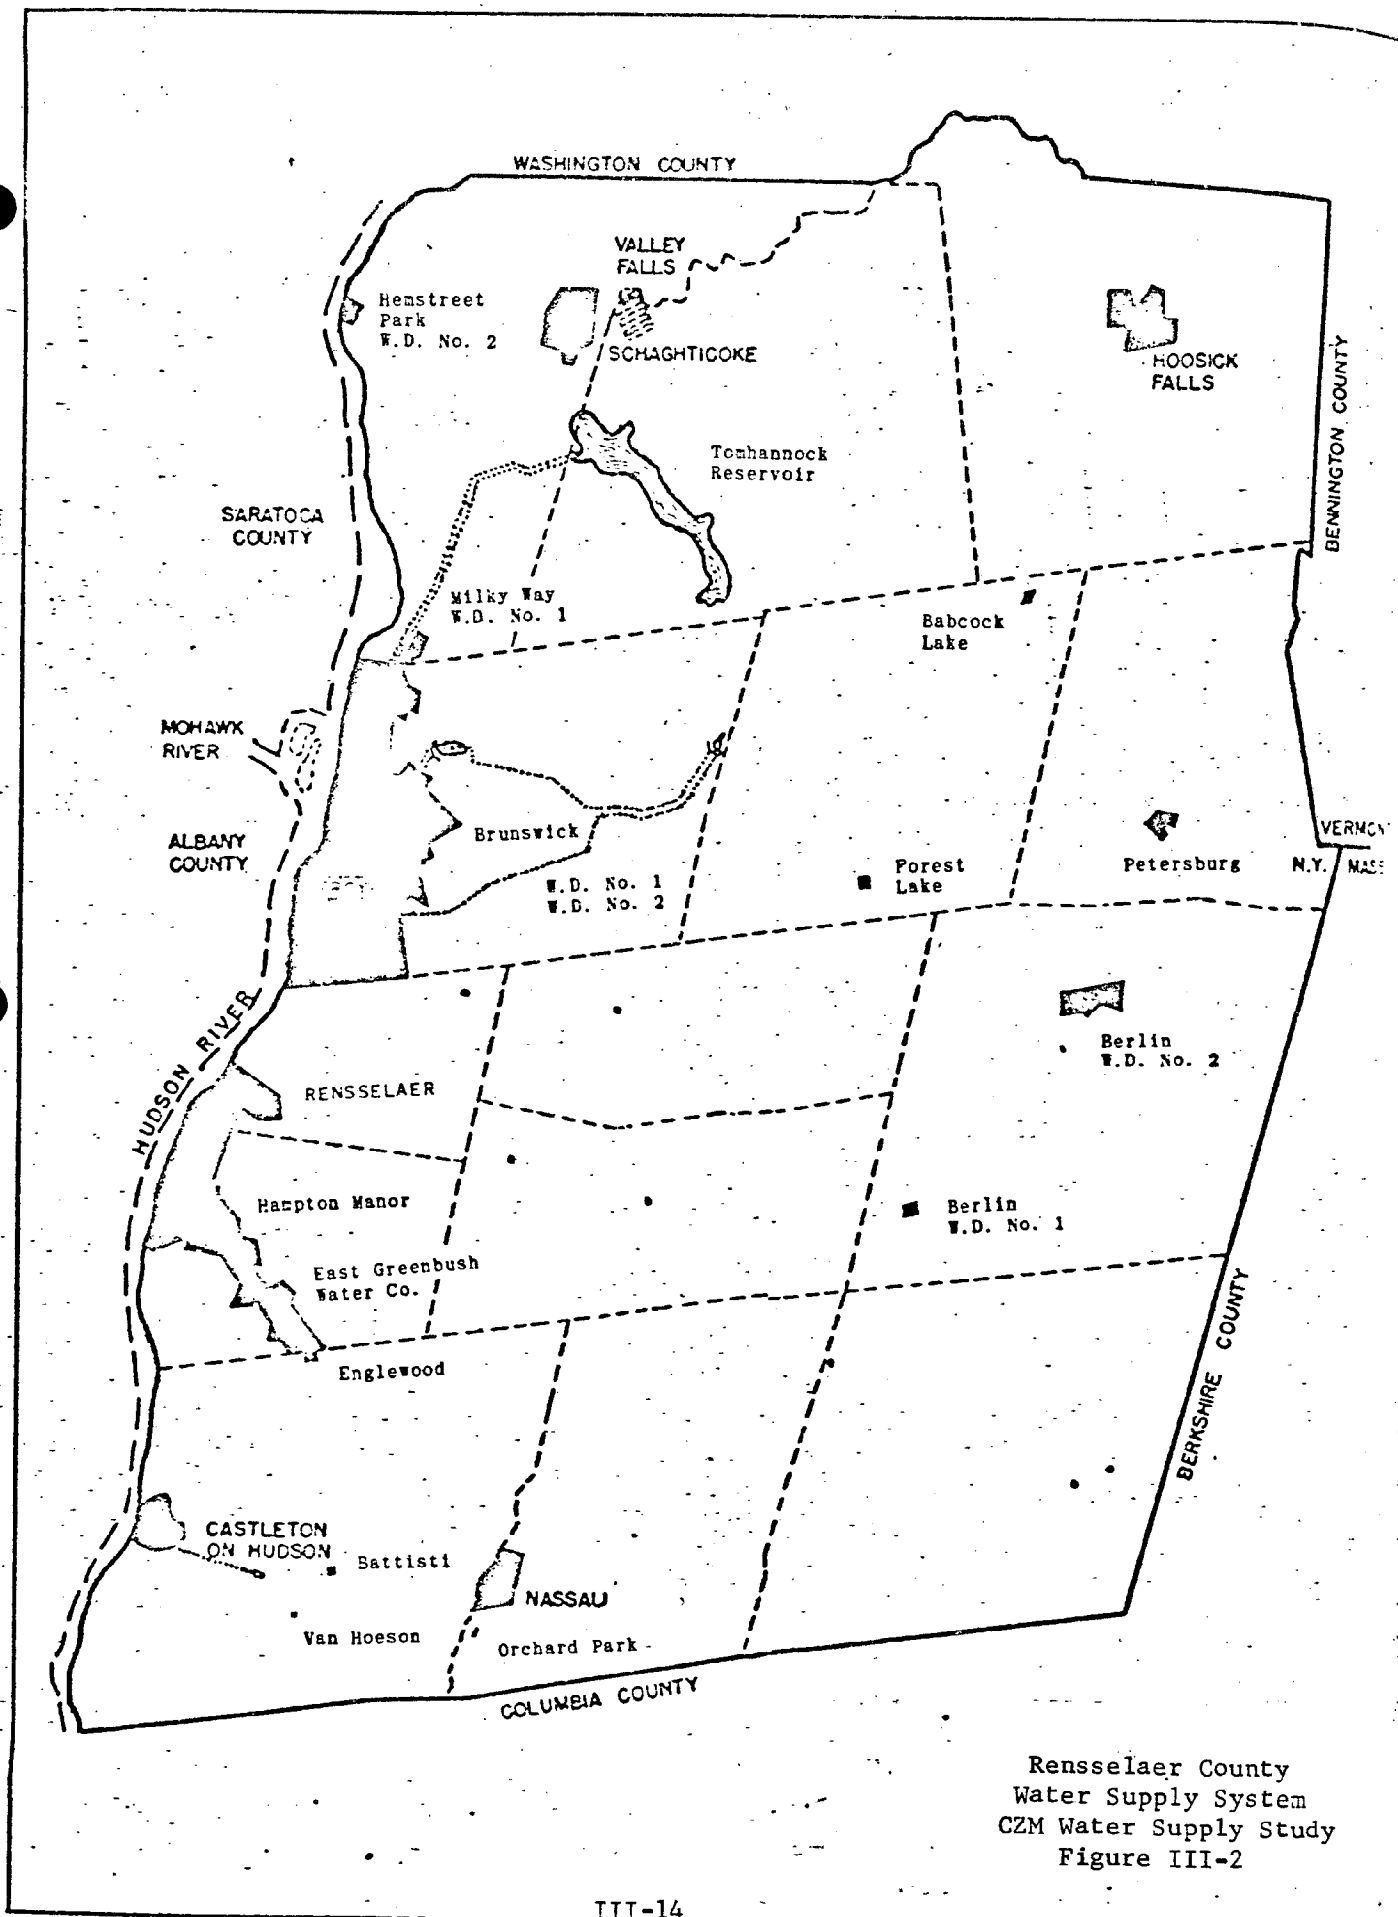 WASHINGTON COUNTY
VALLEY
FALLS
Hemstreet
Park
W.D. No. 2
SCHAGHTICOKE
HOOSICK
FALLS
BENNINGTON COUNTY
Tomhannock
Reservoir
SARATOGA
COUNTY
Milky Way
W.D. No. 1
Babcock
Lake
MOHAWK
RIVER
ALBANY
COUNTY
Brunswick
W.D. No. 1
W.D. No. 2
Forest
Lake
Petersburg
VERMON
N.Y.
MASS
HUDSON RIVER
Berlin
W.D. No. 2
RENSSELAER
Hampton Manor
Berlin
W.D. No. 1
East Greenbush
Water Co.
Englewood
BERKSHIRE COUNTY
CASTLETON
ON HUDSON
Battisti
NASSAU
Van Hoeson
Orchard Park
COLUMBIA COUNTY
Rensselaer County
Water Supply System
CZM Water Supply Study
Figure III-2
III-14